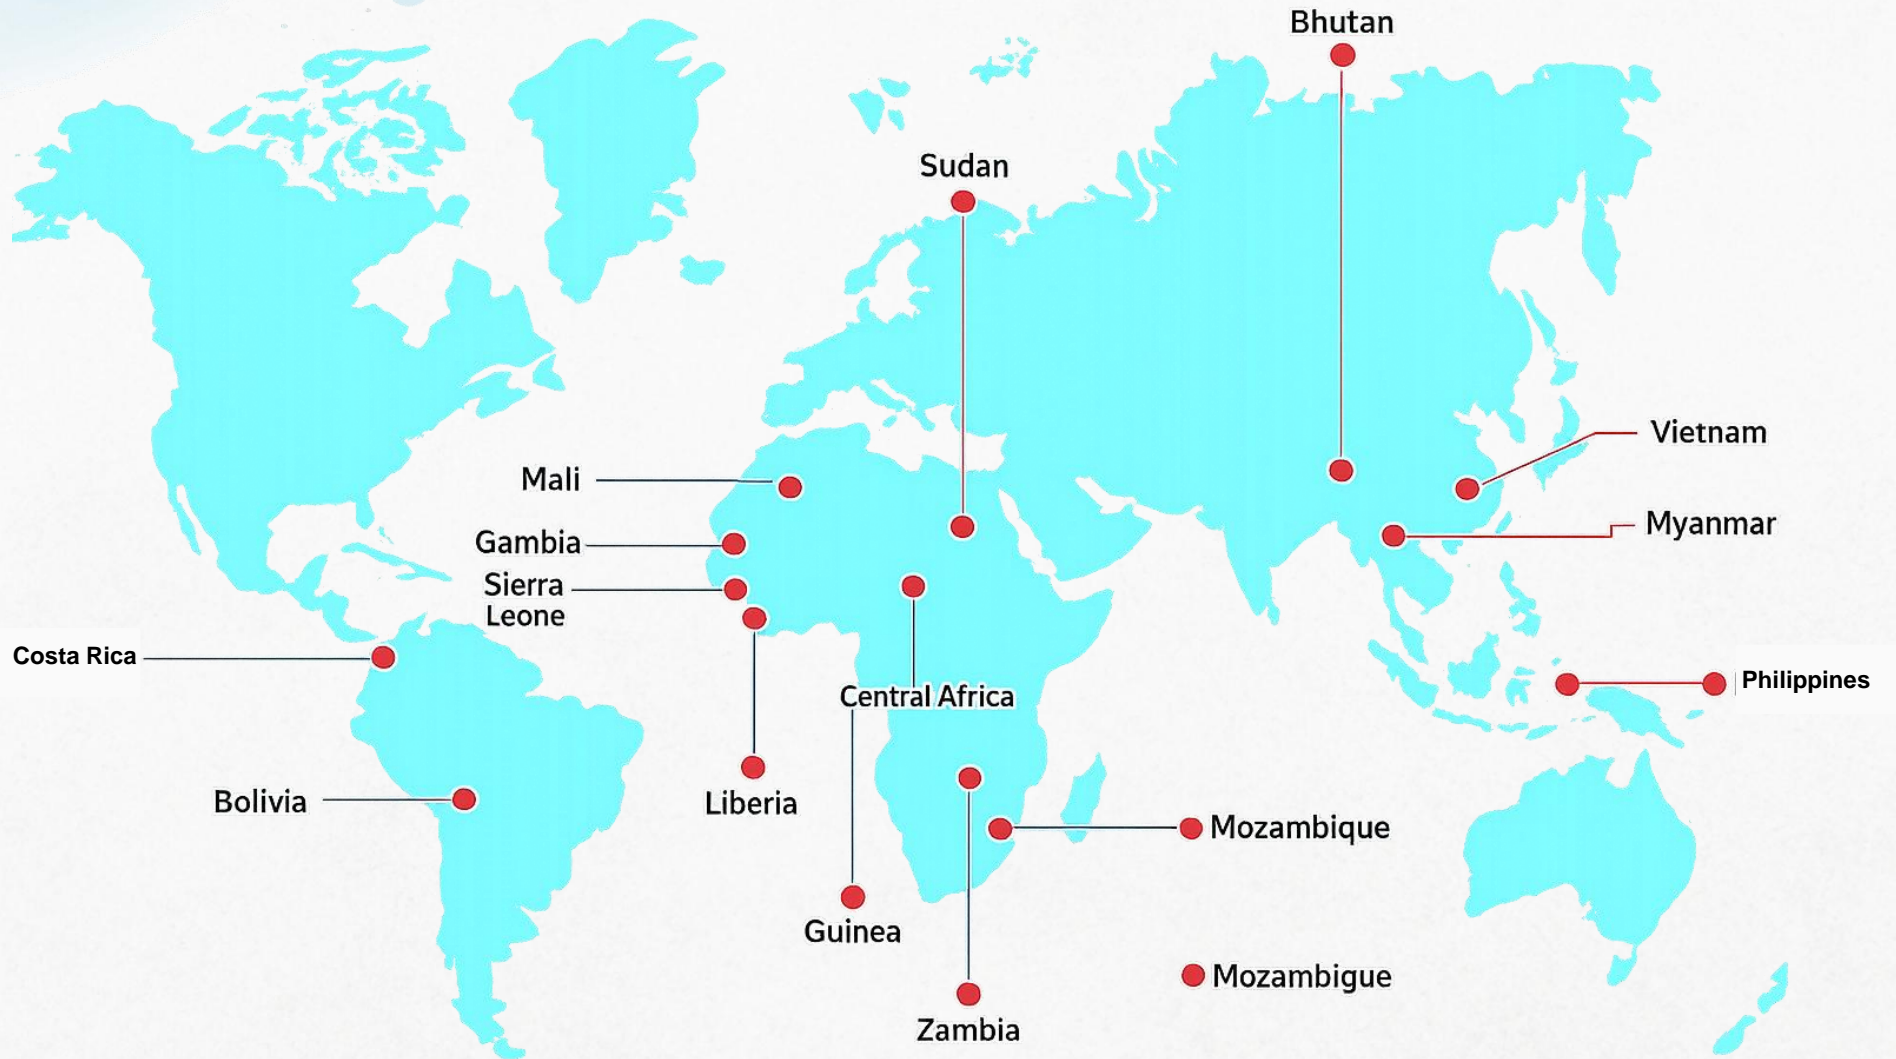 Bhutan
Sudan
Vietnam
Mali
Myanmar
Gambia
Sierra
Leone
Costa Rica
Philippines
Central Africa
Bolivia
Liberia
Mozambique
Guinea
Mozambigue
Zambia